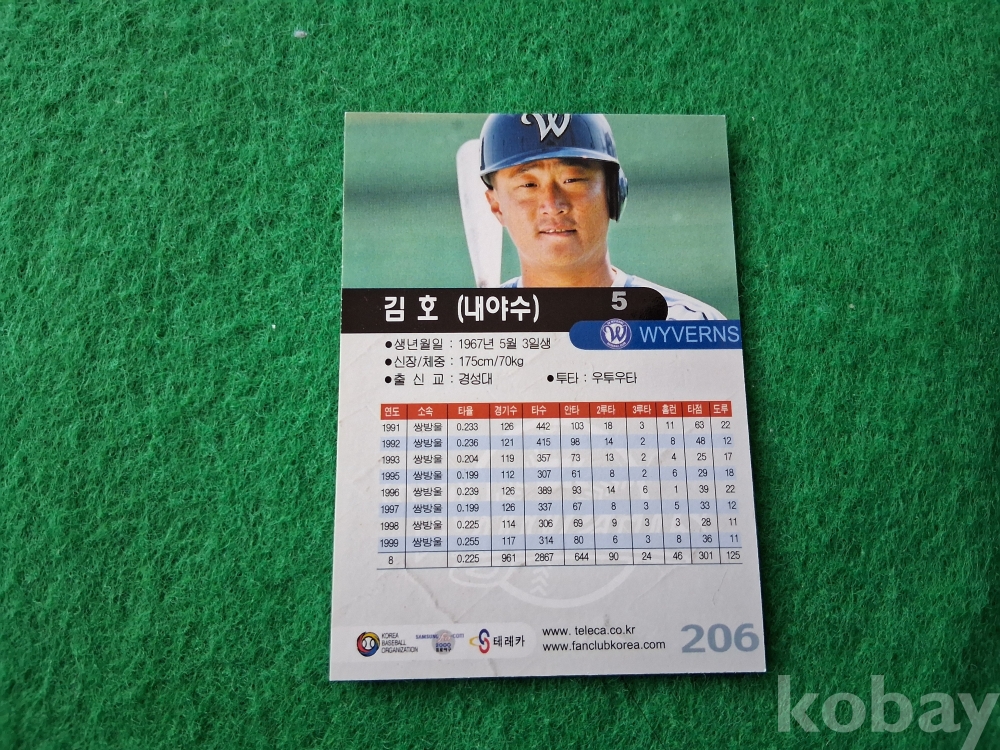 W
김 호 (내야수) 5
W WYVERNS
●생년월일 : 1967년 5월 3일생
●신장/체중 : 175cm/70kg
●출 신 교 : 경성대 ●투타 : 우투우타
연도 소속 타율 경기수 타수 안타 2루타 3루타 홈런 타점 도루
1991 쌍방울 0.233 126 442 103 18 3 11 63 22
1992 쌍방울 0.236 121 415 98 14 2 8 48 12
1993 쌍방울 0.204 119 357 73 13 2 4 25 17
1995 쌍방울 0.199 112 307 61 8 2 6 29 18
1996 쌍방울 0.239 126 389 93 14 6 1 39 22
1997 쌍방울 0.199 126 337 67 8 3 5 33 12
1998 쌍방울 0.225 114 306 69 9 3 3 28 11
1999 쌍방울 0.255 117 314 80 6 3 8 36 11
8 0.225 961 2867 644 90 24 46 301 125
KOREA
BASEBALL
ORGANIZATION
2000
테레카
www. teleca.co.kr
www.fanclubkorea.com
206
kobay